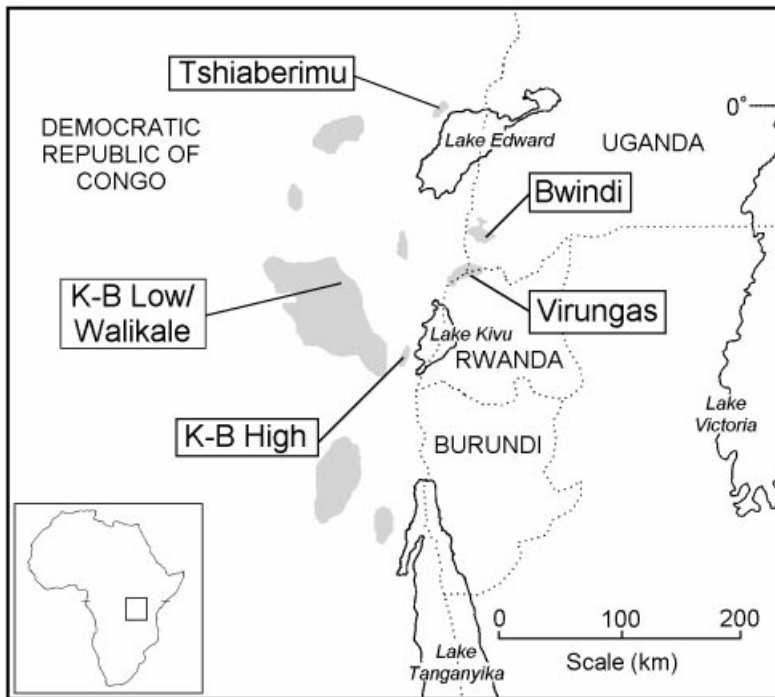 Tshiaberimu
0°
DEMOCRATIC
REPUBLIC OF
CONGO
Lake Edward
UGANDA
Bwindi
K-B Low/
Walikale
Virungas
Lake Kivu
RWANDA
K-B High
BURUNDI
Lake
Victoria
0 100 200
Scale (km)
Lake
Tanganyika